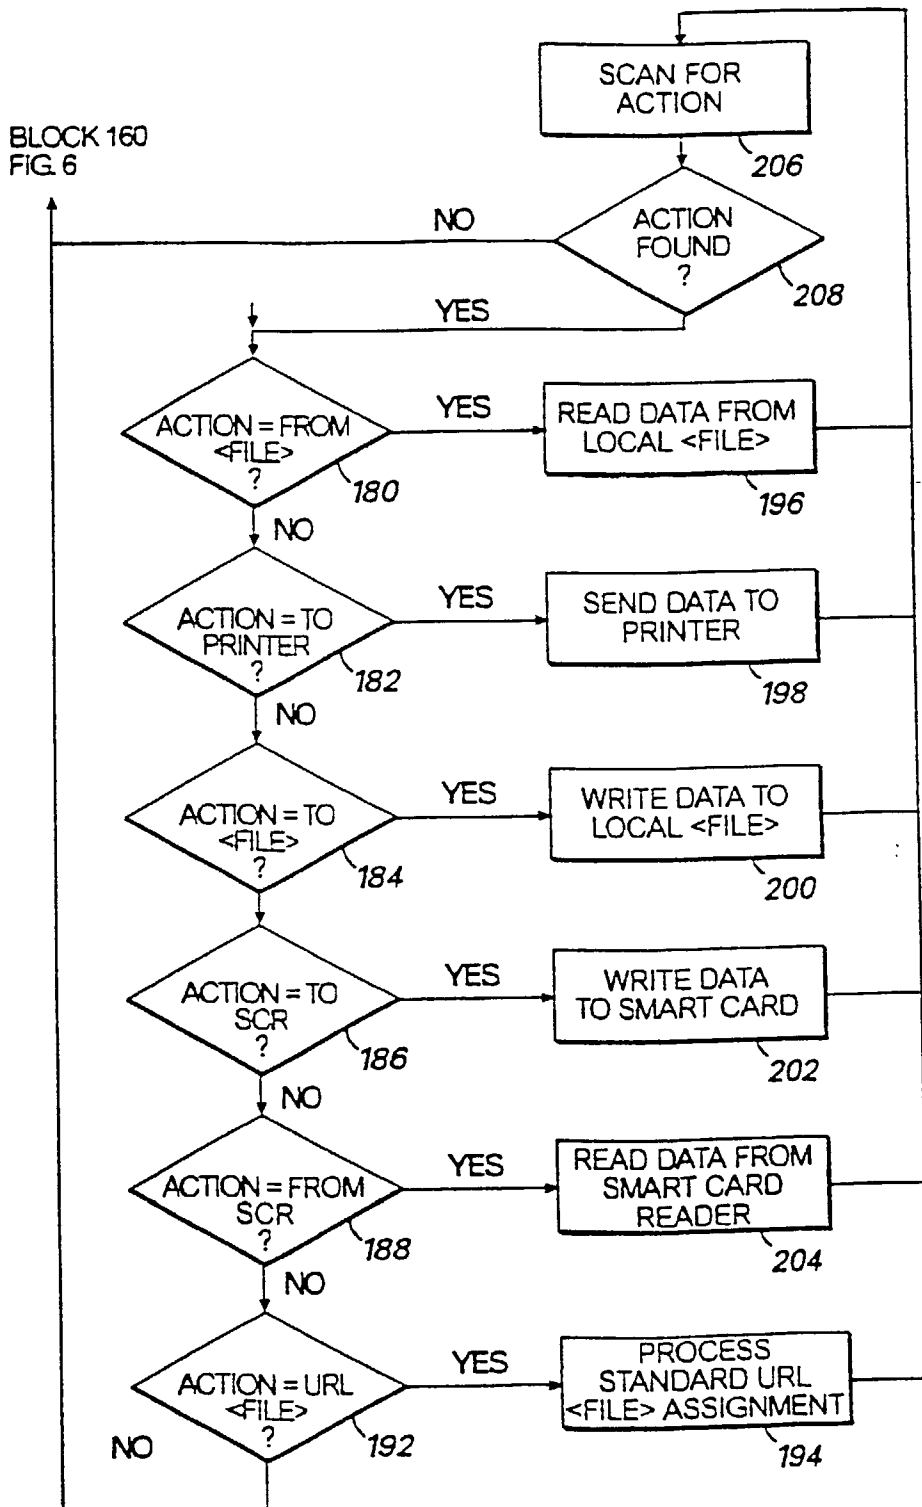 SCAN FOR
ACTION
206
BLOCK 160
FIG. 6
NO
ACTION
FOUND
?
208
YES
ACTION = FROM
<FILE>
?
180
YES
READ DATA FROM
LOCAL <FILE>
196
NO
ACTION = TO
PRINTER
?
182
YES
SEND DATA TO
PRINTER
198
NO
ACTION = TO
<FILE>
?
184
YES
WRITE DATA TO
LOCAL <FILE>
200
ACTION = TO
SCR
?
186
YES
WRITE DATA
TO SMART CARD
202
NO
ACTION = FROM
SCR
?
188
YES
READ DATA FROM
SMART CARD
READER
204
NO
ACTION = URL
<FILE>
?
192
YES
PROCESS
STANDARD URL
<FILE> ASSIGNMENT
194
NO